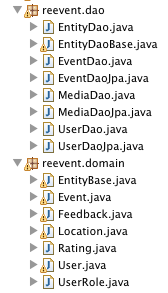 reevent.dao
EntityDao.java
EntityDaoBase.java
EventDao.java
EventDaoJpa.java
MediaDao.java
MediaDaoJpa.java
UserDao.java
UserDaoJpa.java
reevent.domain
EntityBase.java
Event.java
Feedback.java
Location.java
Rating.java
User.java
UserRole.java